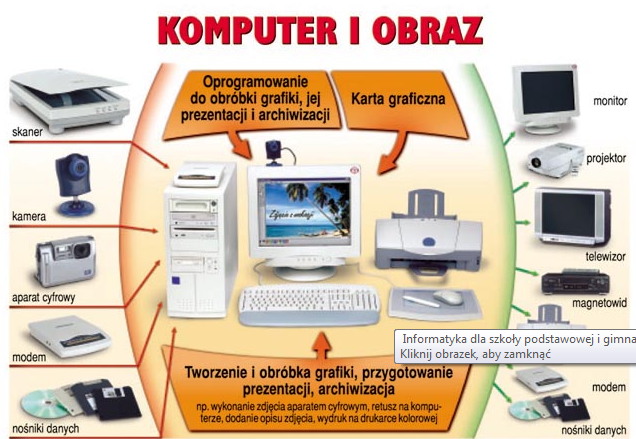 KOMPUTER I OBRAZ
Oprogramowanie
do obróbki grafiki, jej
prezentacji i archiwizacji
Karta graficzna
skaner
kamera
aparat cyfrowy
modem
nośniki danych
Zdjęcia z wakacji
monitor
projektor
telewizor
magnetowid
Informatyka dla szkoły podstawowej i gimna
Kliknij obrazek, aby zamknąć
modem
nośniki danych
Tworzenie i obróbka grafiki, przygotowanie
prezentacji, archiwizacja
np. wykonanie zdjęcia aparatem cyfrowym, retusz na kompu-
terze, dodanie opisu zdjęcia, wydruk na drukarce kolorowej